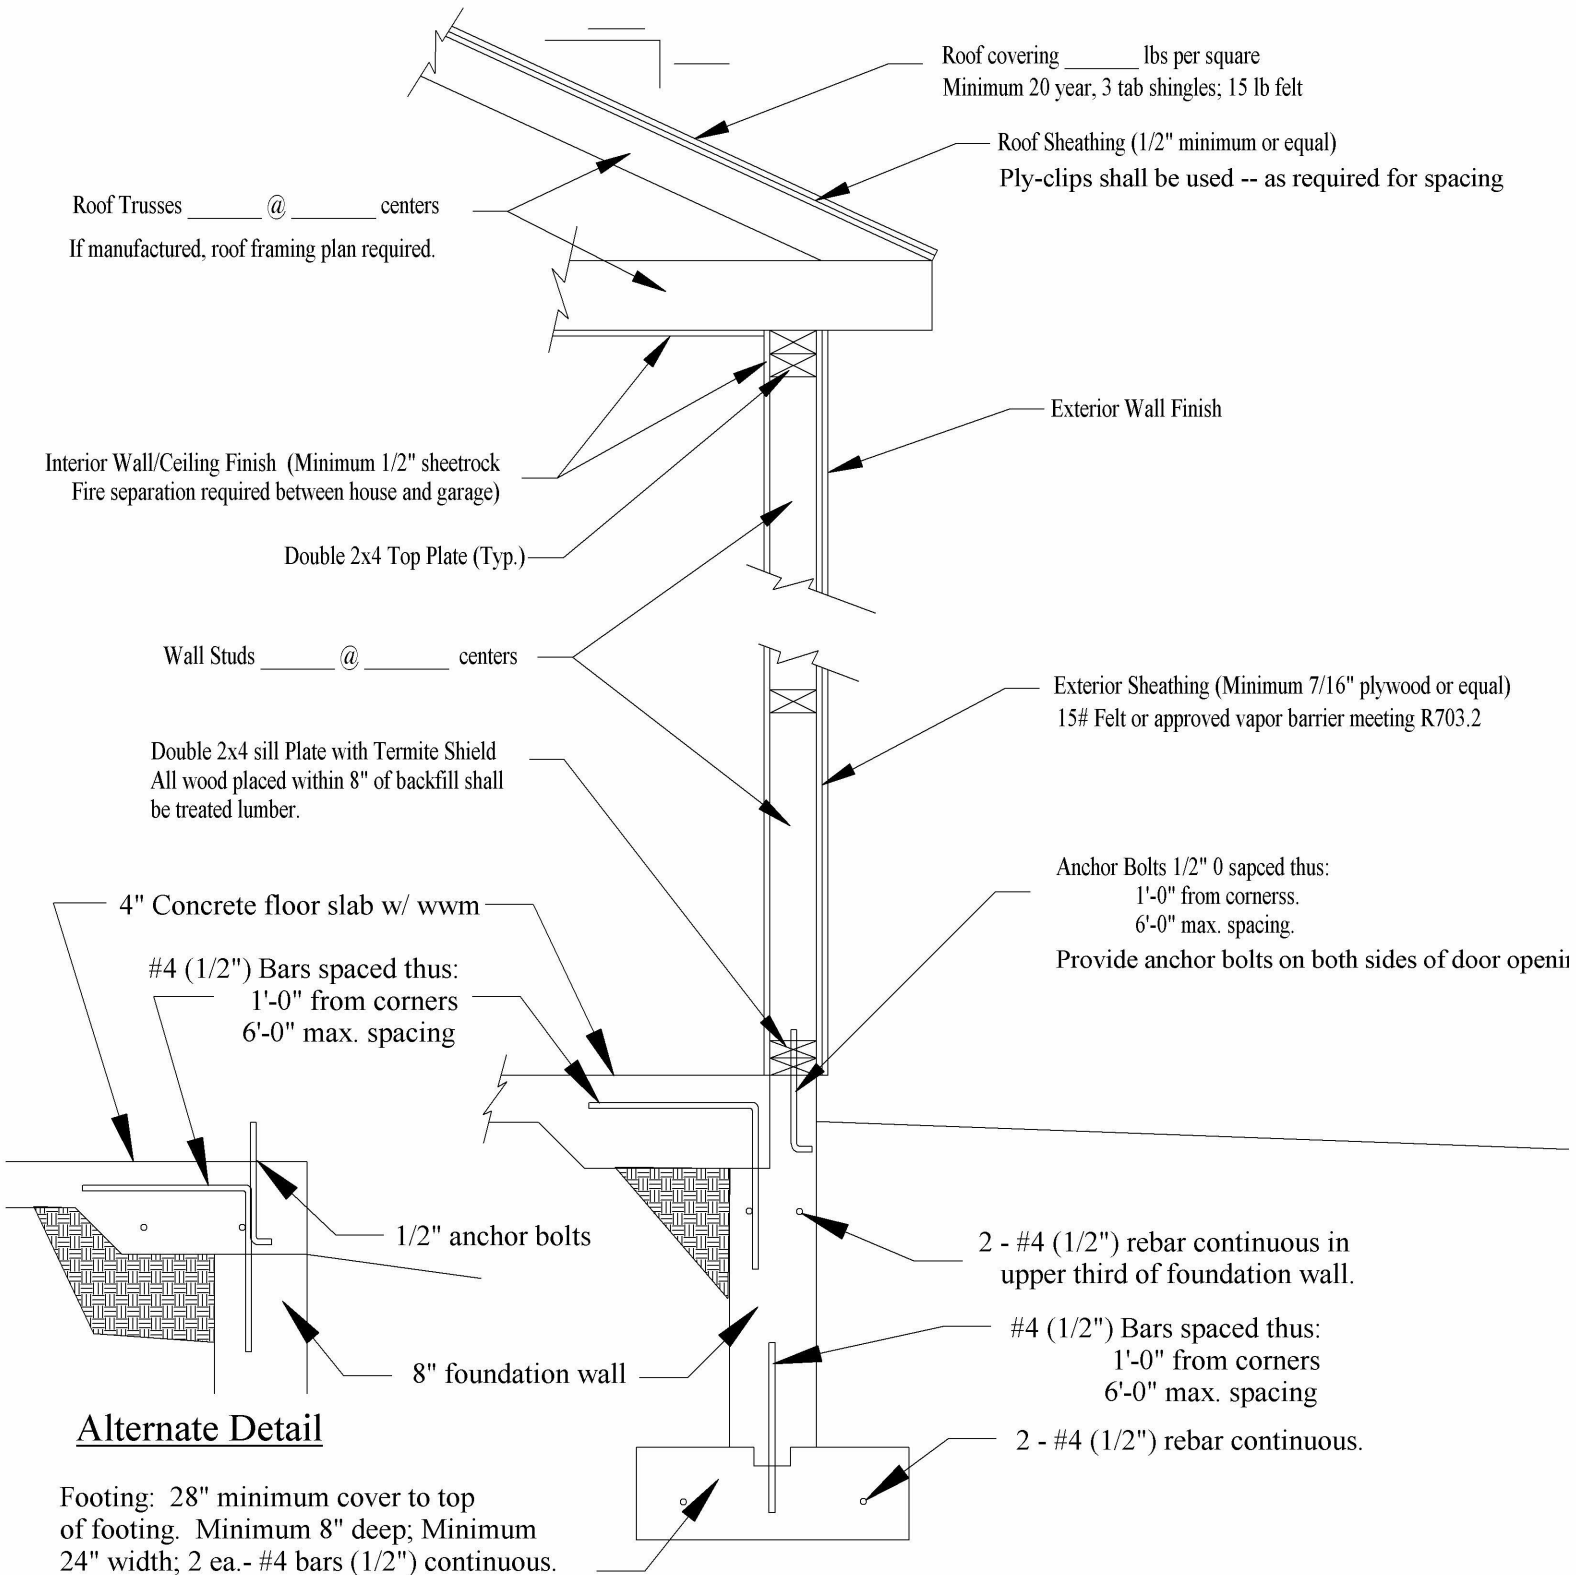 Roof covering ______ lbs per square
Minimum 20 year, 3 tab shingles; 15 lb felt
Roof Sheathing (1/2" minimum or equal)
Ply-clips shall be used -- as required for spacing
Roof Trusses ______ @ _______ centers
If manufactured, roof framing plan required.
Exterior Wall Finish
Interior Wall/Ceiling Finish (Minimum 1/2" sheetrock
Fire separation required between house and garage)
Double 2x4 Top Plate (Typ.)
Wall Studs ______ @ _______ centers
Exterior Sheathing (Minimum 7/16" plywood or equal)
15# Felt or approved vapor barrier meeting R703.2
Double 2x4 sill Plate with Termite Shield
All wood placed within 8" of backfill shall
be treated lumber.
Anchor Bolts 1/2" 0 sapced thus:
1'-0" from cornerss.
6'-0" max. spacing.
Provide anchor bolts on both sides of door openin
4" Concrete floor slab w/ wwm
#4 (1/2") Bars spaced thus:
1'-0" from corners
6'-0" max. spacing
1/2" anchor bolts
2 - #4 (1/2") rebar continuous in
upper third of foundation wall.
#4 (1/2") Bars spaced thus:
1'-0" from corners
6'-0" max. spacing
8" foundation wall
Alternate Detail
2 - #4 (1/2") rebar continuous.
Footing: 28" minimum cover to top
of footing. Minimum 8" deep; Minimum
24" width; 2 ea.- #4 bars (1/2") continuous.